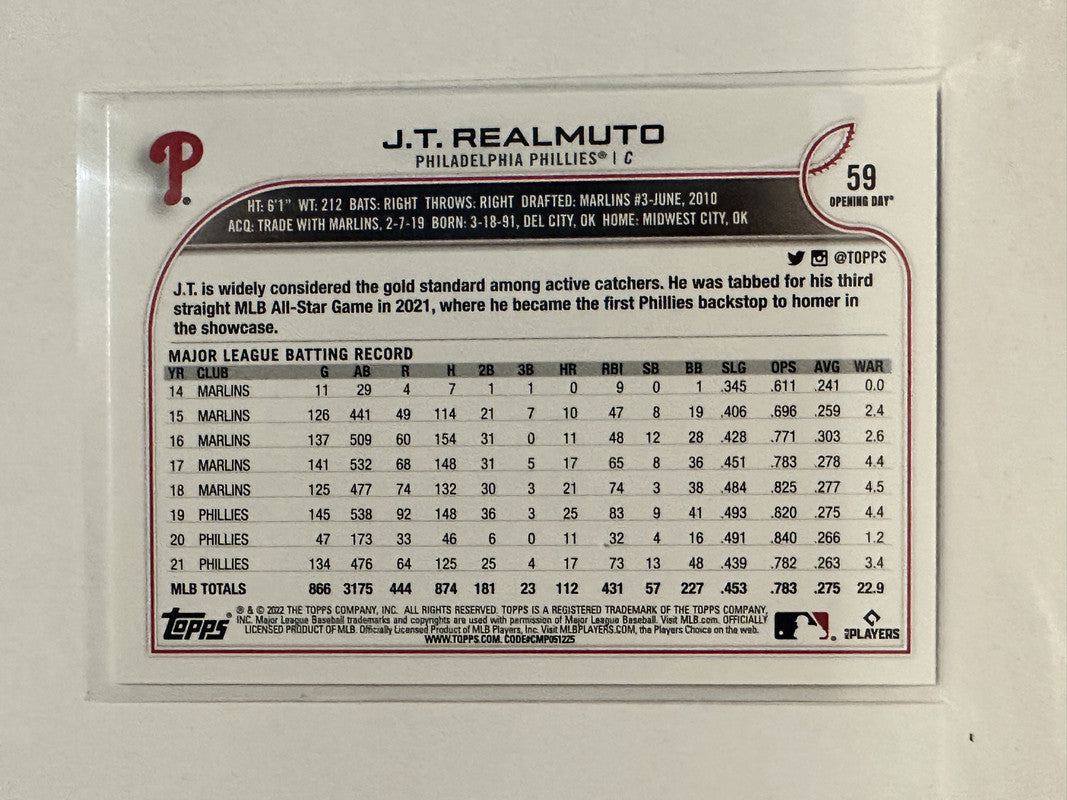 J.T. REALMUTO
PHILADELPHIA PHILLIES® | C
P®
59
OPENING DAY®
HT: 6'1" WT: 212 BATS: RIGHT THROWS: RIGHT DRAFTED: MARLINS #3-JUNE, 2010
ACQ: TRADE WITH MARLINS, 2-7-19 BORN: 3-18-91, DEL CITY, OK HOME: MIDWEST CITY, OK
@TOPPS
J.T. is widely considered the gold standard among active catchers. He was tabbed for his third
straight MLB All-Star Game in 2021, where he became the first Phillies backstop to homer in
the showcase.
MAJOR LEAGUE BATTING RECORD
YR CLUB G AB R H 2B 3B HR RBI SB BB SLG OPS AVG WAR
14 MARLINS 11 29 4 7 1 1 0 9 0 1 .345 .611 .241 0.0
15 MARLINS 126 441 49 114 21 7 10 47 8 19 .406 .696 .259 2.4
16 MARLINS 137 509 60 154 31 0 11 48 12 28 .428 .771 .303 2.6
17 MARLINS 141 532 68 148 31 5 17 65 8 36 .451 .783 .278 4.4
18 MARLINS 125 477 74 132 30 3 21 74 3 38 .484 .825 .277 4.5
19 PHILLIES 145 538 92 148 36 3 25 83 9 41 .493 .820 .275 4.4
20 PHILLIES 47 173 33 46 6 0 11 32 4 16 .491 .840 .266 1.2
21 PHILLIES 134 476 64 125 25 4 17 73 13 48 .439 .782 .263 3.4
MLB TOTALS 866 3175 444 874 181 23 112 431 57 227 .453 .783 .275 22.9
Topps® ® & © 2022 THE TOPPS COMPANY, INC. ALL RIGHTS RESERVED. TOPPS IS A REGISTERED TRADEMARK OF THE TOPPS COMPANY,
INC. Major League Baseball trademarks and copyrights are used with permission of Major League Baseball. Visit MLB.com. OFFICIALLY
LICENSED PRODUCT OF MLB. Officially Licensed Product of MLB Players, Inc. Visit MLBPLAYERS.COM, the Players Choice on the web.
WWW.TOPPS.COM. CODE#CMP051225
MLB PLAYERS